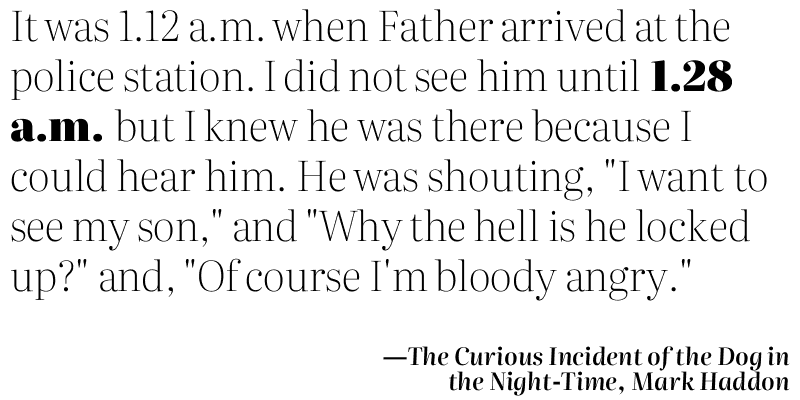 It was 1.12 a.m. when Father arrived at the
police station. I did not see him until 1.28
a.m. but I knew he was there because I
could hear him. He was shouting, "I want to
see my son," and "Why the hell is he locked
up?" and, "Of course I'm bloody angry."
—The Curious Incident of the Dog in
the Night-Time, Mark Haddon